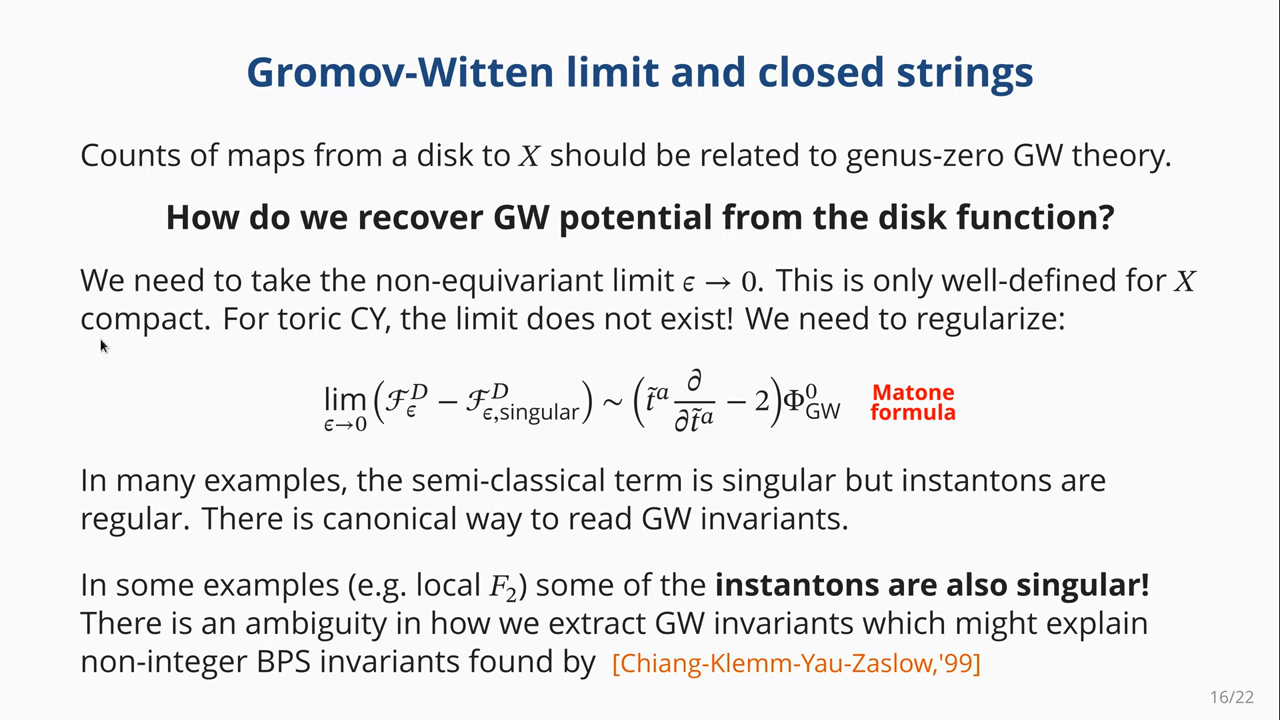 Gromov-Witten limit and closed strings
Counts of maps from a disk to X should be related to genus-zero GW theory.
How do we recover GW potential from the disk function?
We need to take the non-equivariant limit ϵ → 0. This is only well-defined for X
compact. For toric CY, the limit does not exist! We need to regularize:
lim_{ϵ→0} (ℱ_ϵ^D − ℱ_{ϵ,singular}^D) ∼ (t̃^a ∂/∂t̃^a − 2) Φ_GW^0 Matone formula
In many examples, the semi-classical term is singular but instantons are
regular. There is canonical way to read GW invariants.
In some examples (e.g. local F₂) some of the instantons are also singular!
There is an ambiguity in how we extract GW invariants which might explain
non-integer BPS invariants found by [Chiang-Klemm-Yau-Zaslow,'99]
16/22